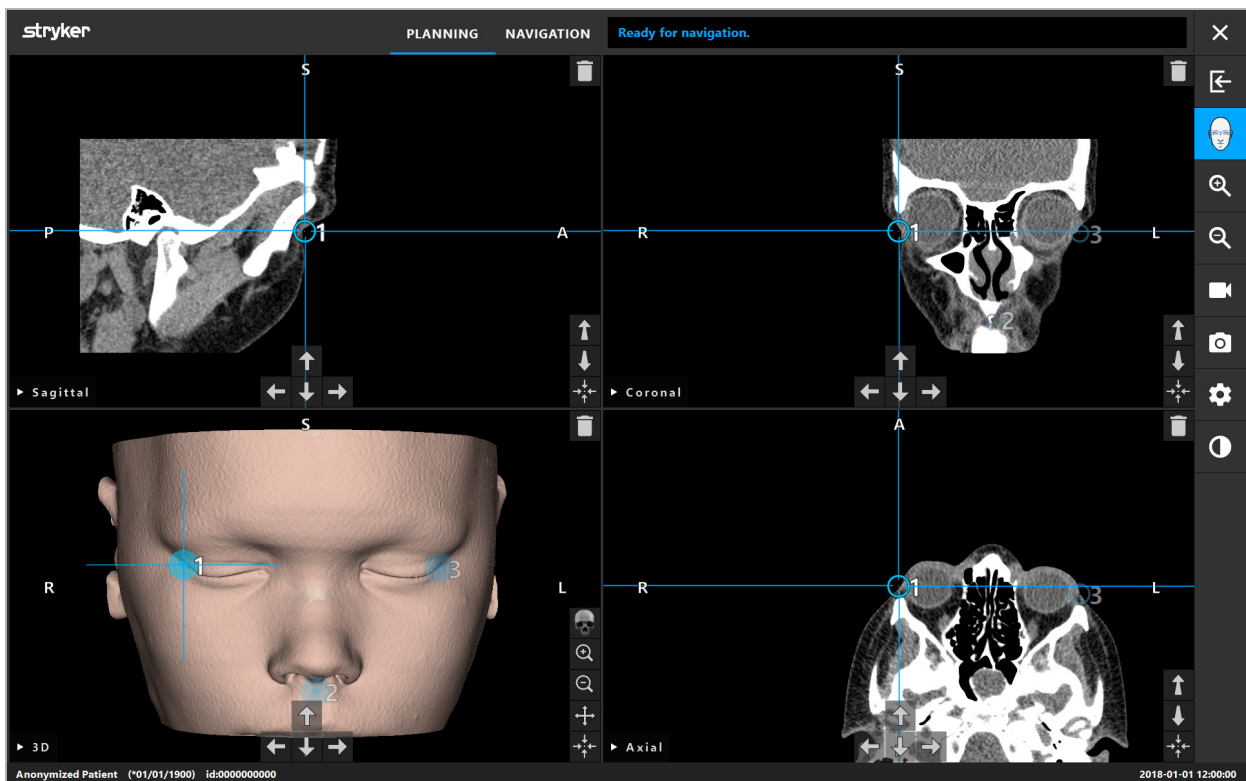 stryker
PLANNING NAVIGATION Ready for navigation.
S
P
1
A
Sagittal
S
R
1
3
L
2
Coronal
S
1
3
R
L
2
3D
A
R
1
3
L
Axial
Anonymized Patient (*01/01/1900) id:0000000000
2018-01-01 12:00:00